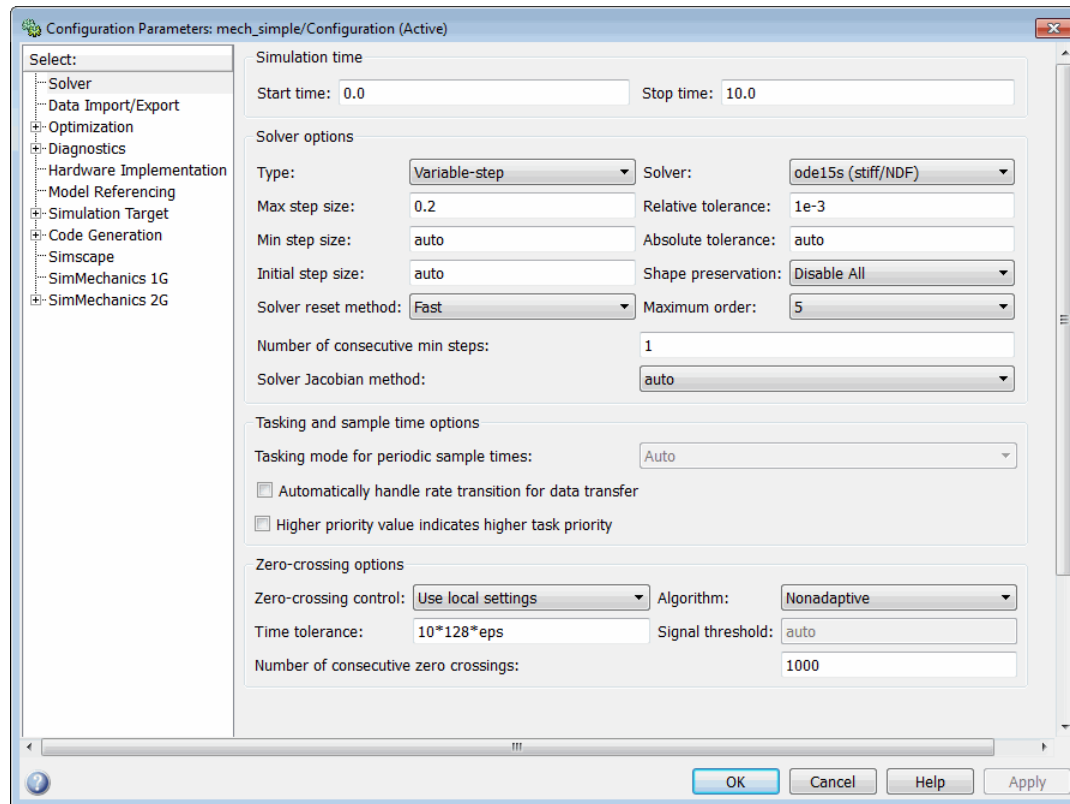 Configuration Parameters: mech_simple/Configuration (Active)
Select:
Solver
Data Import/Export
Optimization
Diagnostics
Hardware Implementation
Model Referencing
Simulation Target
Code Generation
Simscape
SimMechanics 1G
SimMechanics 2G
Simulation time
Start time: 0.0 Stop time: 10.0
Solver options
Type: Variable-step Solver: ode15s (stiff/NDF)
Max step size: 0.2 Relative tolerance: 1e-3
Min step size: auto Absolute tolerance: auto
Initial step size: auto Shape preservation: Disable All
Solver reset method: Fast Maximum order: 5
Number of consecutive min steps: 1
Solver Jacobian method: auto
Tasking and sample time options
Tasking mode for periodic sample times: Auto
Automatically handle rate transition for data transfer
Higher priority value indicates higher task priority
Zero-crossing options
Zero-crossing control: Use local settings Algorithm: Nonadaptive
Time tolerance: 10*128*eps Signal threshold: auto
Number of consecutive zero crossings: 1000
OK Cancel Help Apply